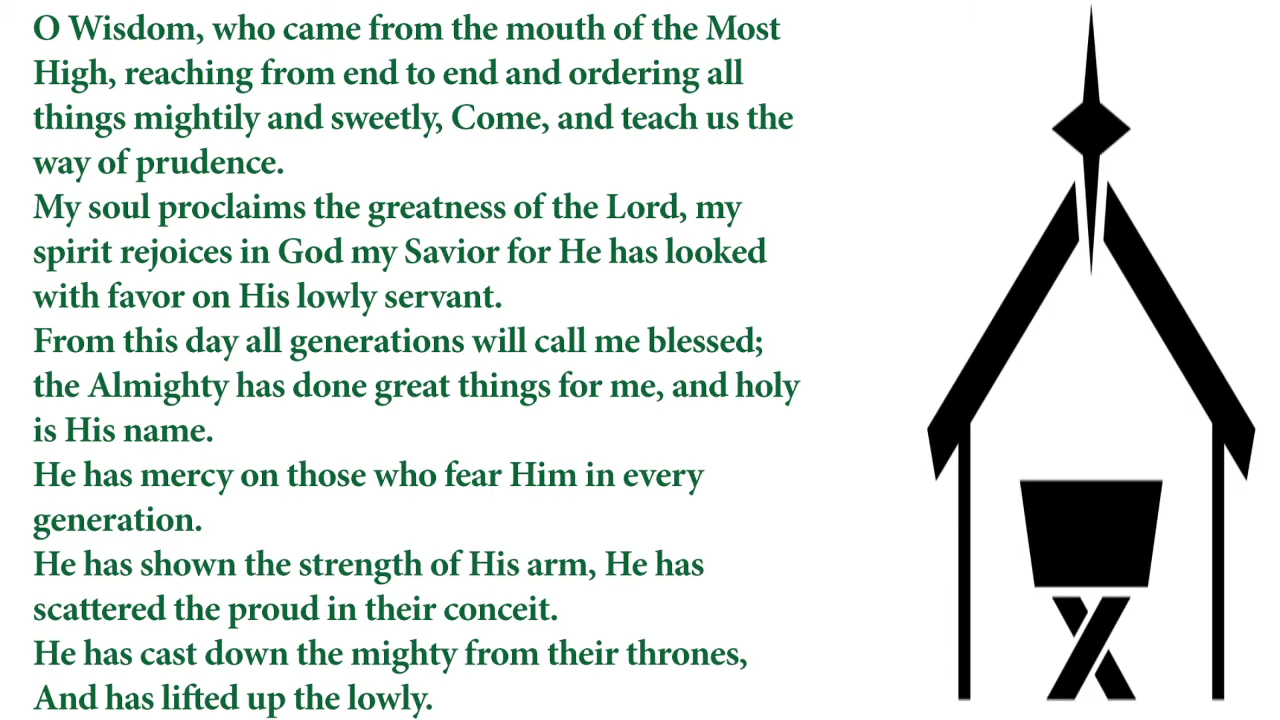 O Wisdom, who came from the mouth of the Most
High, reaching from end to end and ordering all
things mightily and sweetly, Come, and teach us the
way of prudence.
My soul proclaims the greatness of the Lord, my
spirit rejoices in God my Savior for He has looked
with favor on His lowly servant.
From this day all generations will call me blessed;
the Almighty has done great things for me, and holy
is His name.
He has mercy on those who fear Him in every
generation.
He has shown the strength of His arm, He has
scattered the proud in their conceit.
He has cast down the mighty from their thrones,
And has lifted up the lowly.